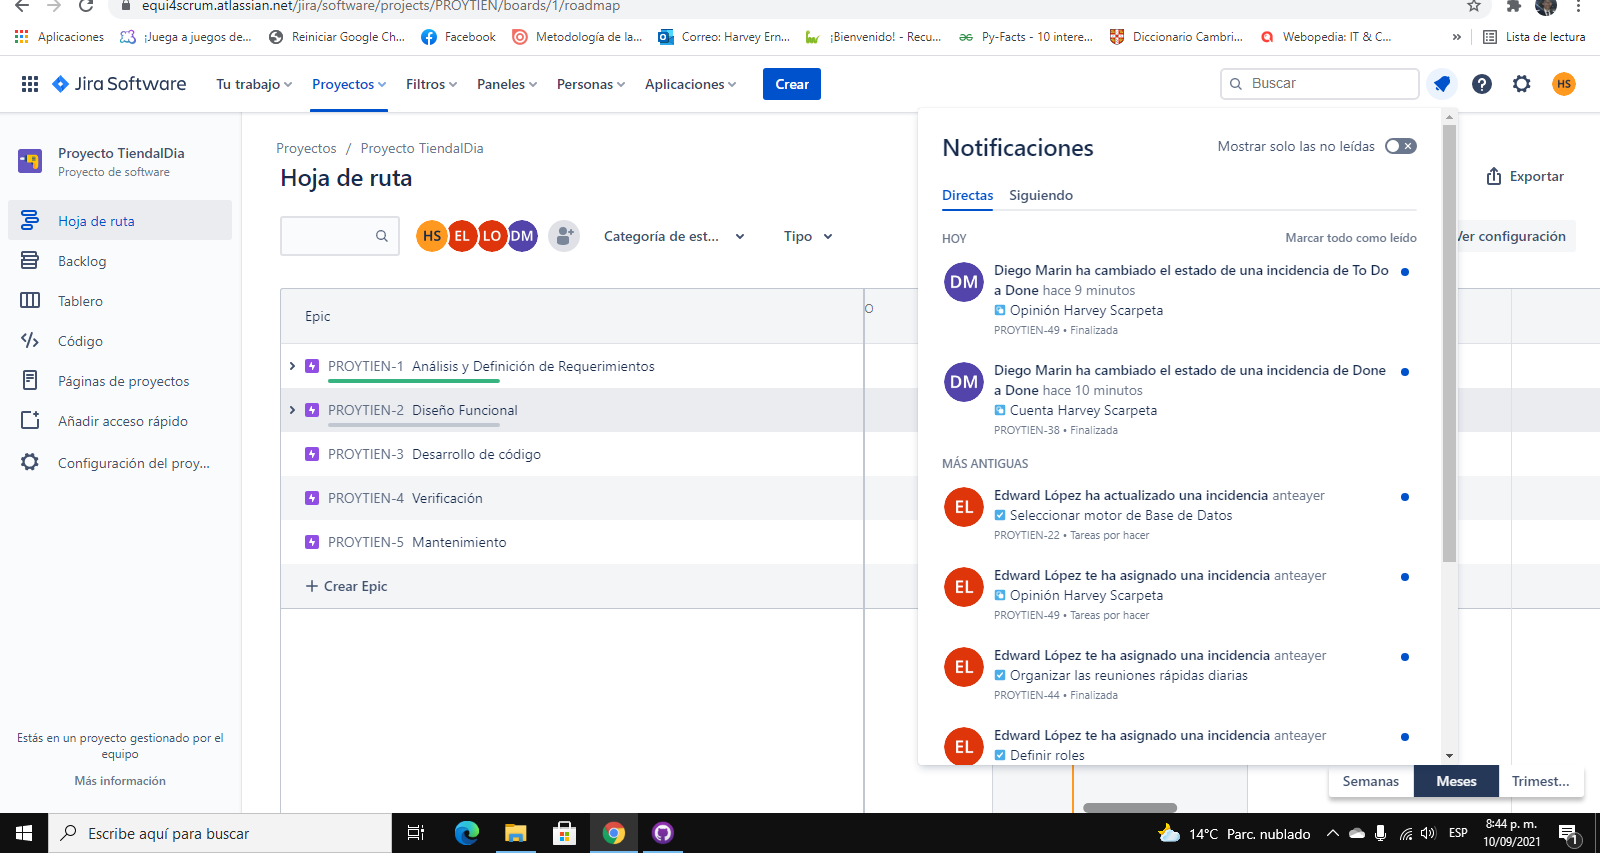 equi4scrum.atlassian.net/jira/software/projects/PROYTIEN/boards/1/roadmap
Aplicaciones
¡Juega a juegos de...
Reiniciar Google Ch...
Facebook
Metodología de la...
Correo: Harvey Ern...
¡Bienvenido! - Recu...
Py-Facts - 10 intere...
Diccionario Cambri...
Webopedia: IT & C...
»
Lista de lectura
Jira Software
Tu trabajo
Proyectos
Filtros
Paneles
Personas
Aplicaciones
Crear
Buscar
HS
Proyecto TiendalDia
Proyecto de software
Hoja de ruta
Backlog
Tablero
Código
Páginas de proyectos
Añadir acceso rápido
Configuración del proy...
Estás en un proyecto gestionado por el
equipo
Más información
Proyectos / Proyecto TiendalDia
Hoja de ruta
Exportar
HS
EL
LO
DM
Categoría de est...
Tipo
Ver configuración
Epic
O
PROYTIEN-1 Análisis y Definición de Requerimientos
PROYTIEN-2 Diseño Funcional
PROYTIEN-3 Desarrollo de código
PROYTIEN-4 Verificación
PROYTIEN-5 Mantenimiento
+ Crear Epic
Notificaciones
Mostrar solo las no leídas
Directas
Siguiendo
HOY
Marcar todo como leído
DM
Diego Marin ha cambiado el estado de una incidencia de To Do
a Done hace 9 minutos
Opinión Harvey Scarpeta
PROYTIEN-49 • Finalizada
DM
Diego Marin ha cambiado el estado de una incidencia de Done
a Done hace 10 minutos
Cuenta Harvey Scarpeta
PROYTIEN-38 • Finalizada
MÁS ANTIGUAS
EL
Edward López ha actualizado una incidencia anteayer
Seleccionar motor de Base de Datos
PROYTIEN-22 • Tareas por hacer
EL
Edward López te ha asignado una incidencia anteayer
Opinión Harvey Scarpeta
PROYTIEN-49 • Tareas por hacer
EL
Edward López te ha asignado una incidencia anteayer
Organizar las reuniones rápidas diarias
PROYTIEN-44 • Finalizada
EL
Edward López te ha asignado una incidencia anteayer
Definir roles
Semanas
Meses
Trimest...
Escribe aquí para buscar
14°C Parc. nublado
ESP
8:44 p. m.
10/09/2021
1